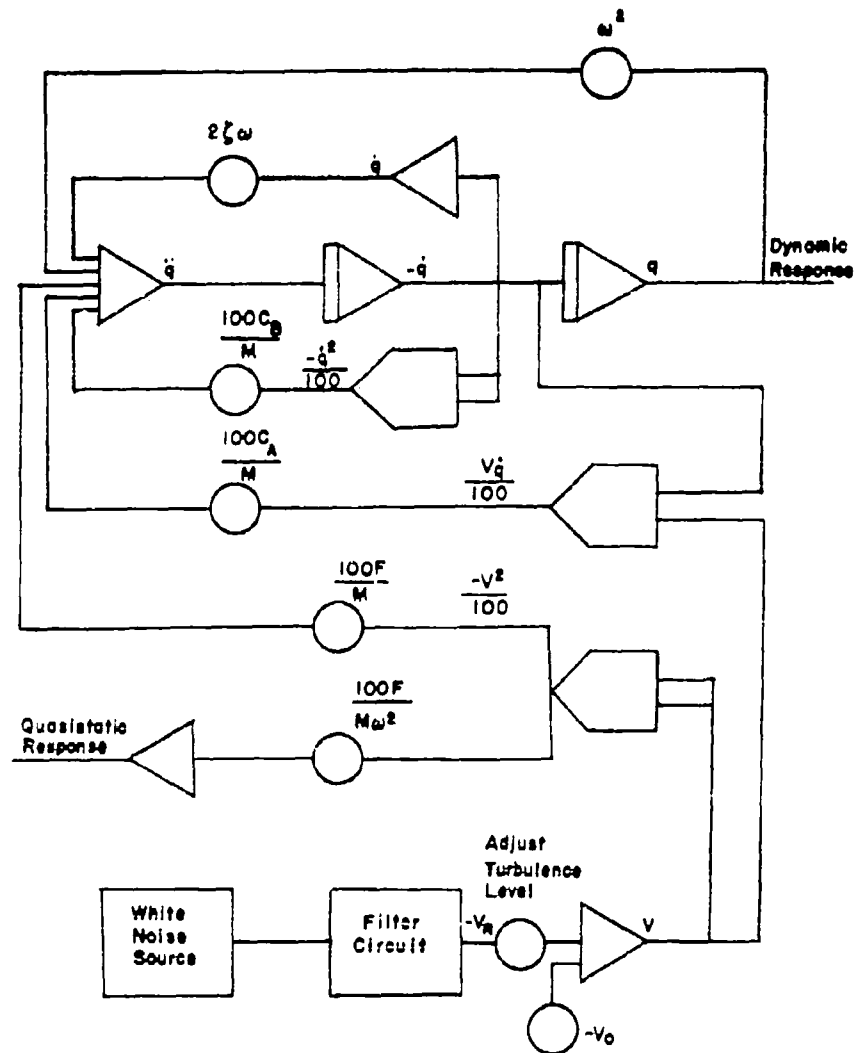 ω²
2ζω
q̇
q̈
-q̇
q
Dynamic
Response
100C_B
M
-q̇²
100
100C_A
M
Vq̇
100
100F
M
-V²
100
100F
Mω²
Quasistatic
Response
Adjust
Turbulence
Level
White
Noise
Source
Filter
Circuit
-V_R
V
-V₀